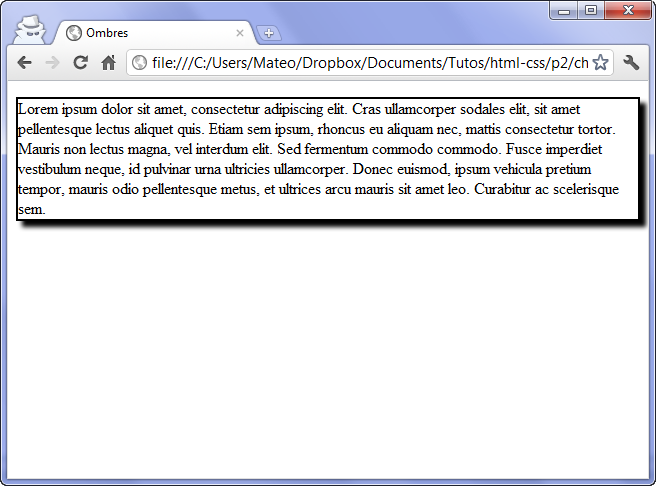 Ombres
file:///C:/Users/Mateo/Dropbox/Documents/Tutos/html-css/p2/ch
Lorem ipsum dolor sit amet, consectetur adipiscing elit. Cras ullamcorper sodales elit, sit amet
pellentesque lectus aliquet quis. Etiam sem ipsum, rhoncus eu aliquam nec, mattis consectetur tortor.
Mauris non lectus magna, vel interdum elit. Sed fermentum commodo commodo. Fusce imperdiet
vestibulum neque, id pulvinar urna ultricies ullamcorper. Donec euismod, ipsum vehicula pretium
tempor, mauris odio pellentesque metus, et ultrices arcu mauris sit amet leo. Curabitur ac scelerisque
sem.